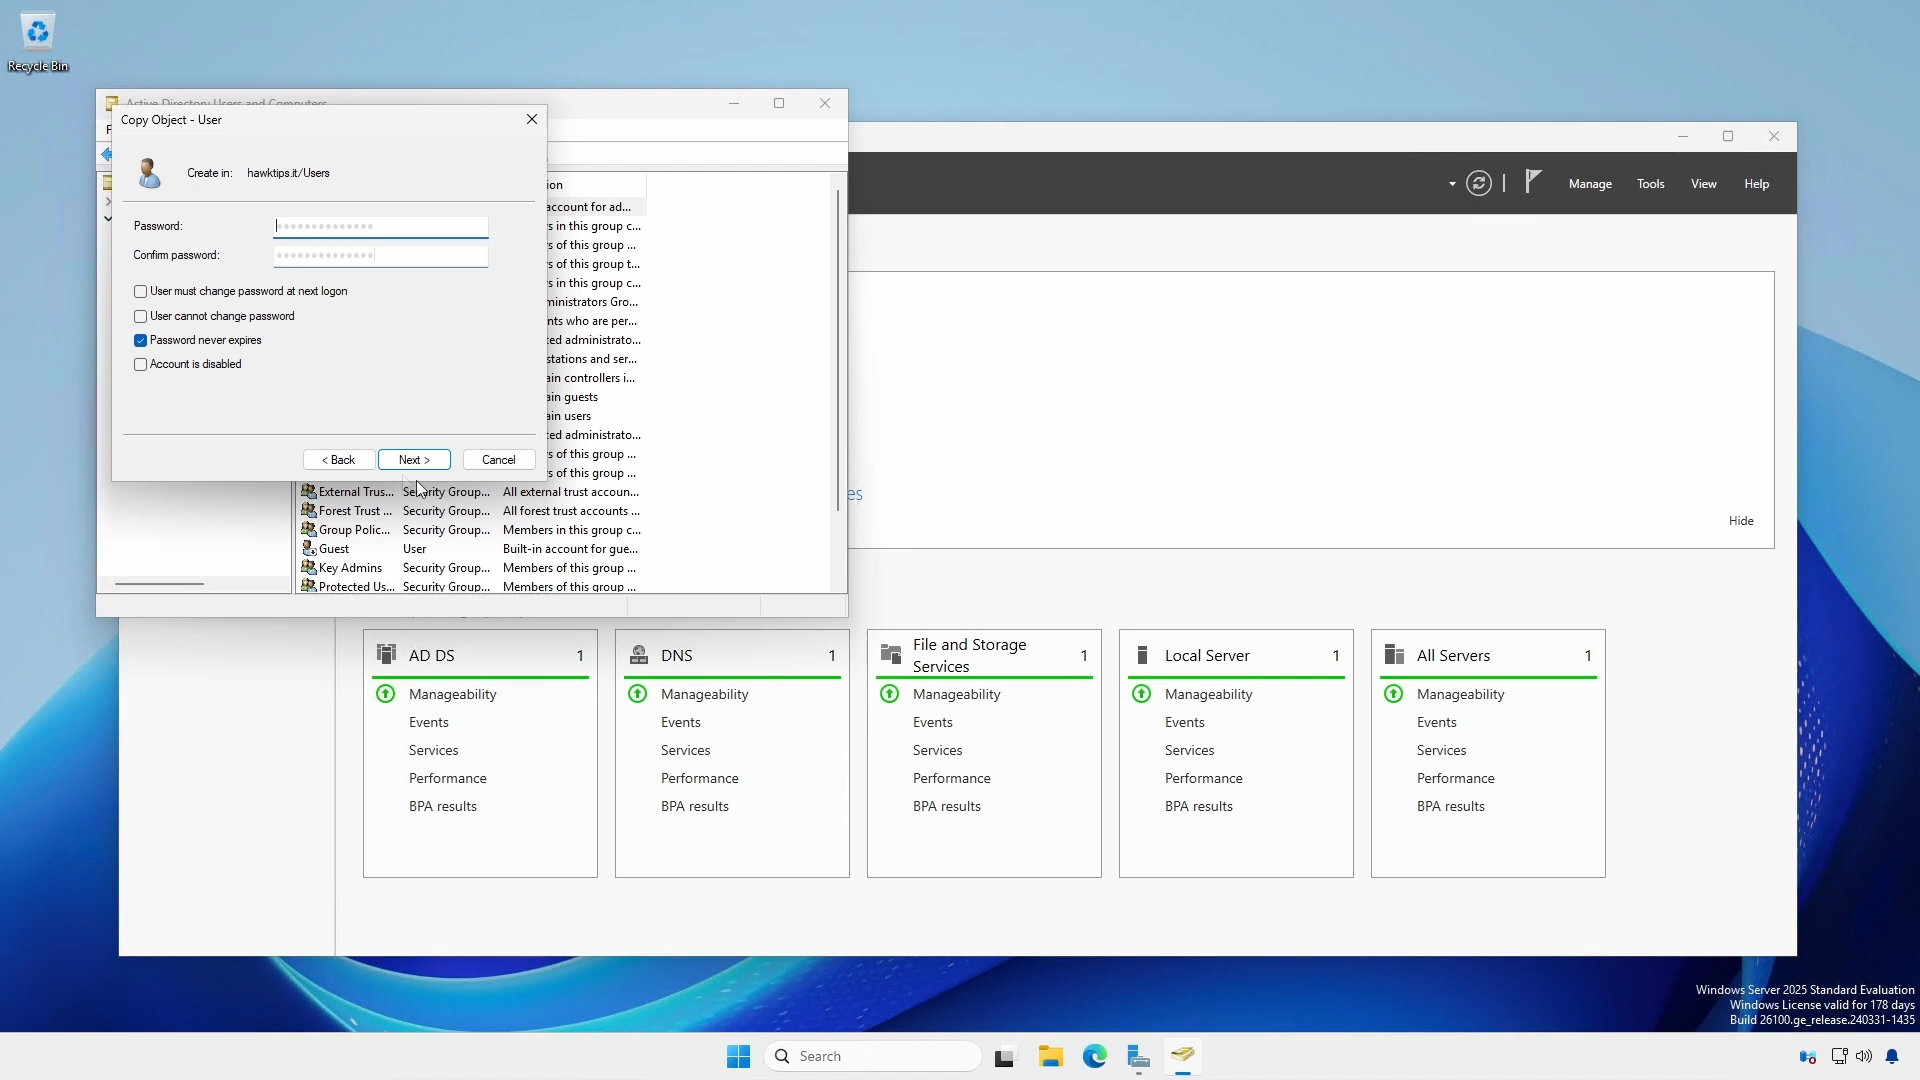 Recycle Bin
Active Directory Users and Computers
Copy Object - User
Create in: hawktips.it/Users
Password:
Confirm password:
User must change password at next logon
User cannot change password
Password never expires
Account is disabled
< Back
Next >
Cancel
ion
account for ad...
s in this group c...
s of this group ...
s of this group t...
s in this group c...
ministrators Gro...
nts who are per...
ted administrato...
stations and ser...
ain controllers i...
ain guests
ain users
ted administrato...
s of this group ...
s of this group ...
External Trus... Security Group... All external trust accoun...
Forest Trust ... Security Group... All forest trust accounts ...
Group Polic... Security Group... Members in this group c...
Guest User Built-in account for gue...
Key Admins Security Group... Members of this group ...
Protected Us... Security Group... Members of this group ...
Manage Tools View Help
es
Hide
AD DS 1
Manageability
Events
Services
Performance
BPA results
DNS 1
Manageability
Events
Services
Performance
BPA results
File and Storage
Services 1
Manageability
Events
Services
Performance
BPA results
Local Server 1
Manageability
Events
Services
Performance
BPA results
All Servers 1
Manageability
Events
Services
Performance
BPA results
Windows Server 2025 Standard Evaluation
Windows License valid for 178 days
Build 26100.ge_release.240331-1435
Search